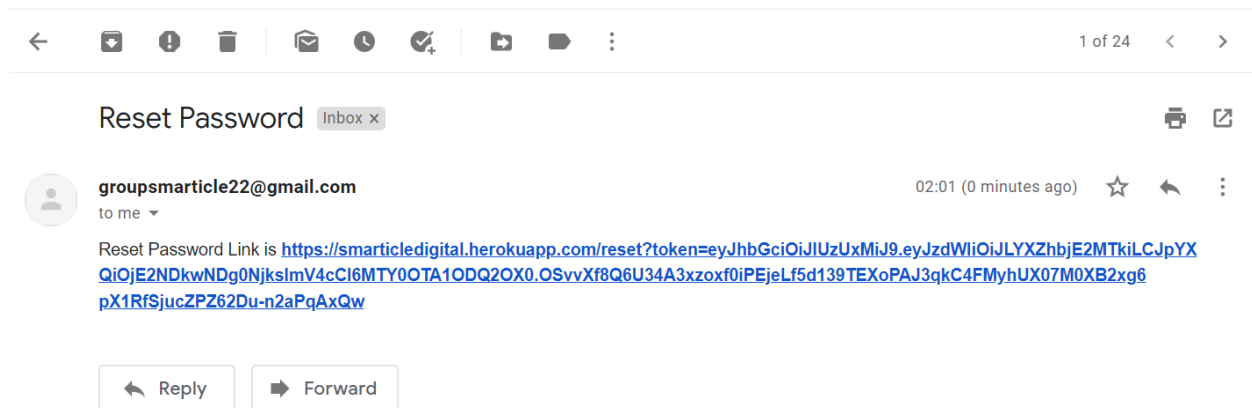 1 of 24
Reset Password Inbox x
groupsmarticle22@gmail.com 02:01 (0 minutes ago)
to me
Reset Password Link is https://smarticledigital.herokuapp.com/reset?token=eyJhbGciOiJIUzUxMiJ9.eyJzdWIiOiJLYXZhbjE2MTkiLCJpYX
QiOjE2NDkwNDg0NjksImV4cCI6MTY0OTA1ODQ2OX0.OSvvXf8Q6U34A3xzoxf0iPEjeLf5d139TEXoPAJ3qkC4FMyhUX07M0XB2xg6
pX1RfSjucZPZ62Du-n2aPqAxQw
Reply Forward